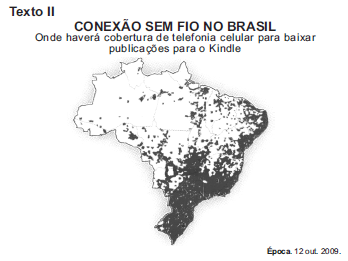 Texto II
CONEXÃO SEM FIO NO BRASIL
Onde haverá cobertura de telefonia celular para baixar
publicações para o Kindle
Época. 12 out. 2009.